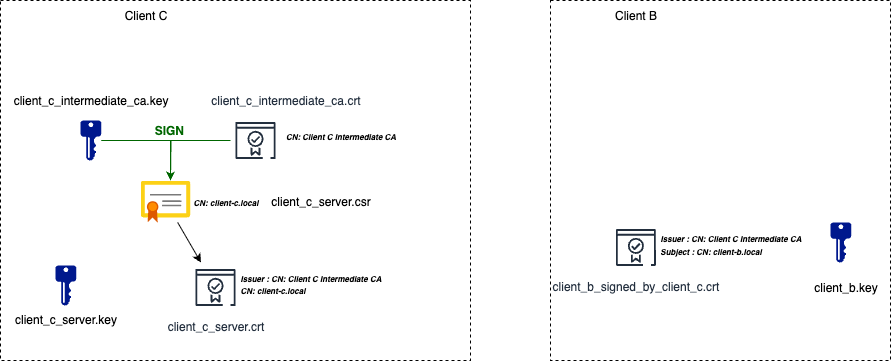 Client C
client_c_intermediate_ca.key
client_c_intermediate_ca.crt
SIGN
CN: Client C Intermediate CA
CN: client-c.local
client_c_server.csr
Issuer : CN: Client C Intermediate CA
CN: client-c.local
client_c_server.key
client_c_server.crt
Client B
Issuer : CN: Client C Intermediate CA
Subject : CN: client-b.local
client_b_signed_by_client_c.crt
client_b.key